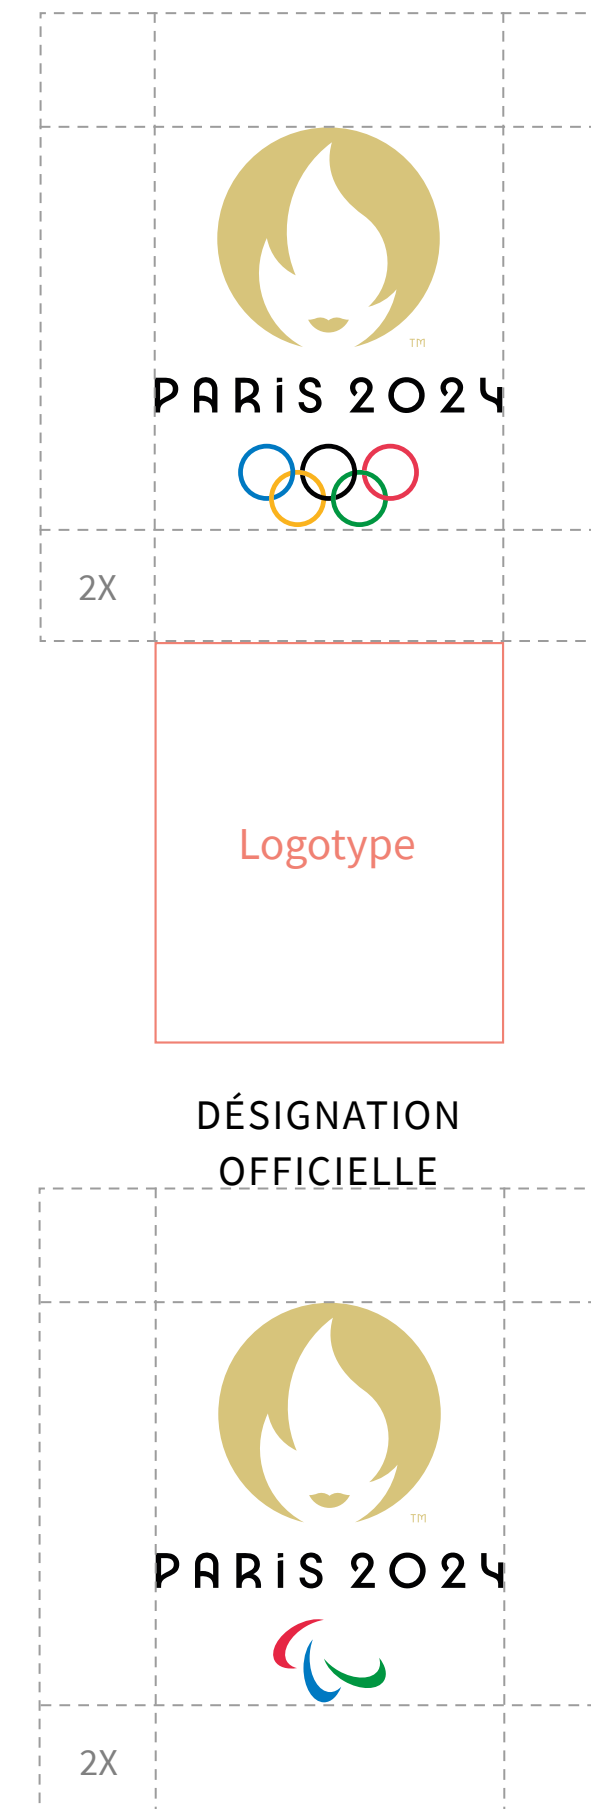 TM
PARIS 2024
2X
Logotype
DÉSIGNATION
OFFICIELLE
TM
PARIS 2024
2X